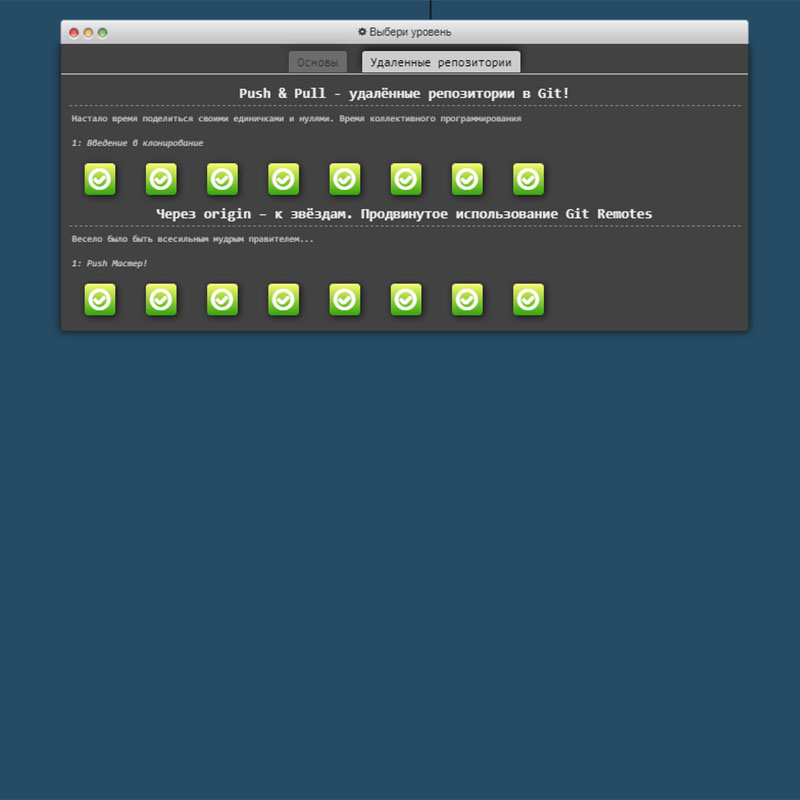 Выбери уровень
Основы Удаленные репозитории
Push & Pull - удалённые репозитории в Git!
Настало время поделиться своими единичками и нулями. Время коллективного программирования
1: Введение в клонирование
Через origin – к звёздам. Продвинутое использование Git Remotes
Весело было быть всесильным мудрым правителем...
1: Push Мастер!